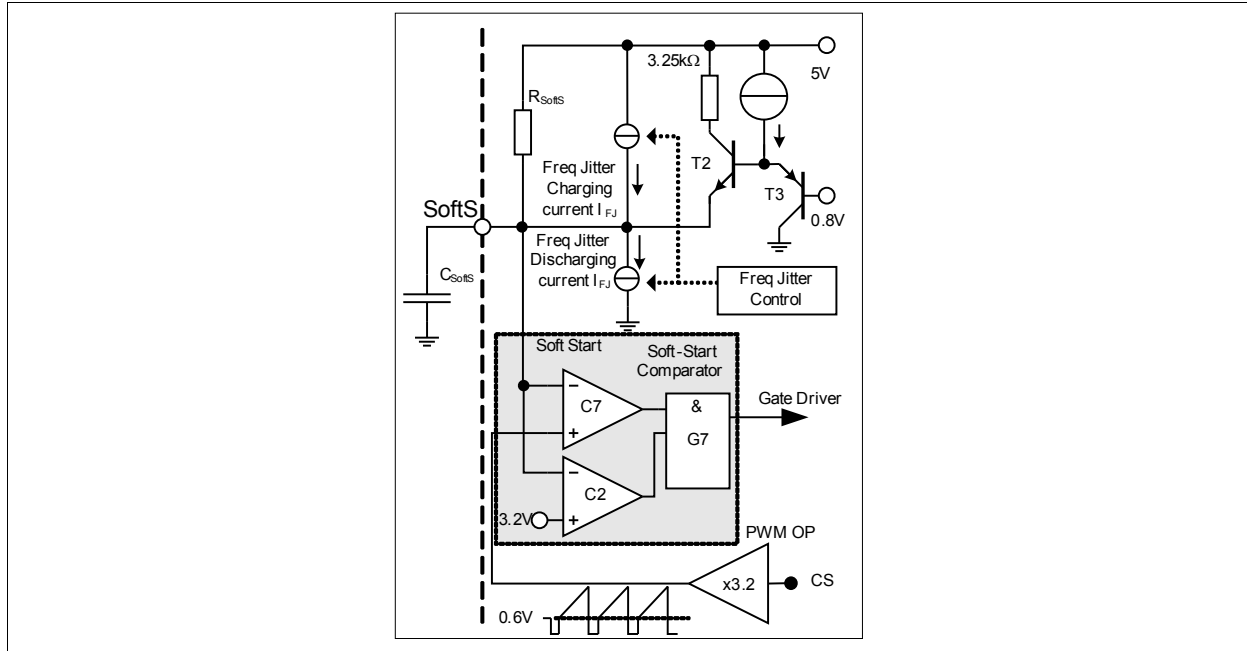 3.25kΩ
5V
RSoftS
T2
T3
0.8V
Freq Jitter
Charging
current I FJ
SoftS
Freq Jitter
Discharging
current I FJ
CSoftS
Freq Jitter
Control
Soft Start
Soft-Start
Comparator
C7
&
G7
Gate Driver
C2
3.2V
PWM OP
x3.2
CS
0.6V